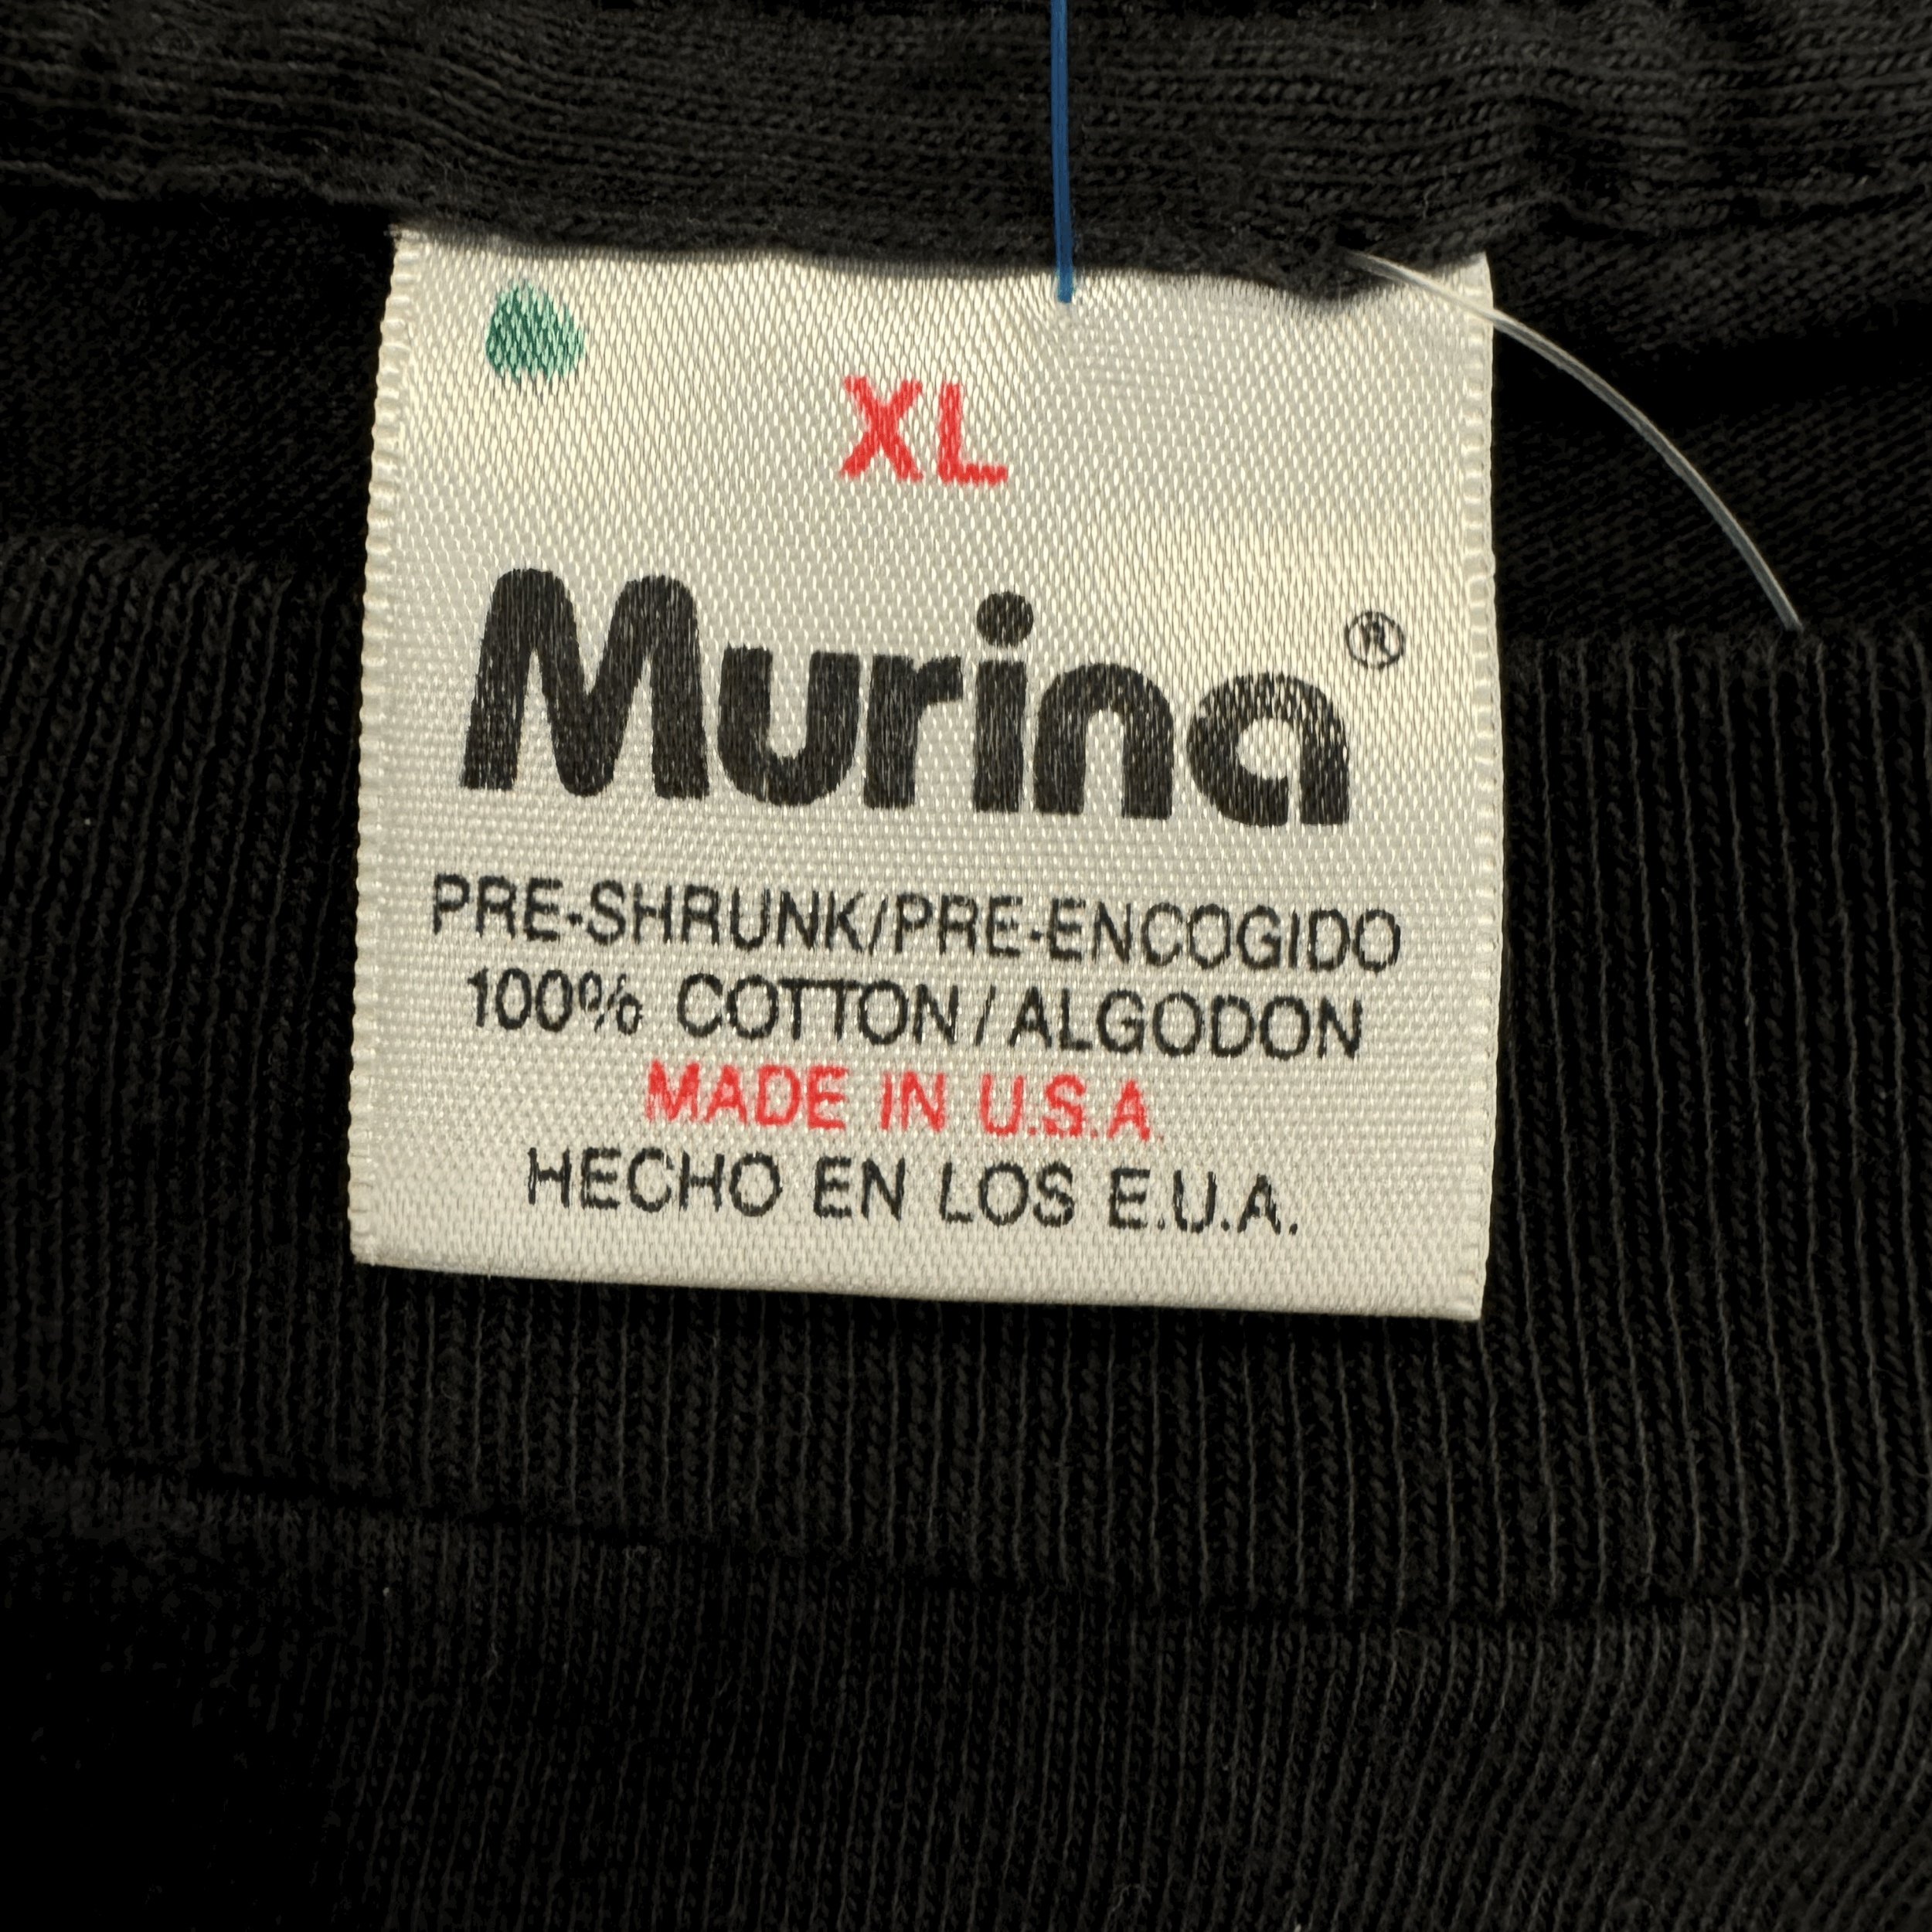 XL
Murina®
PRE-SHRUNK/PRE-ENCOGIDO
100% COTTON/ALGODON
MADE IN U.S.A.
HECHO EN LOS E.U.A.